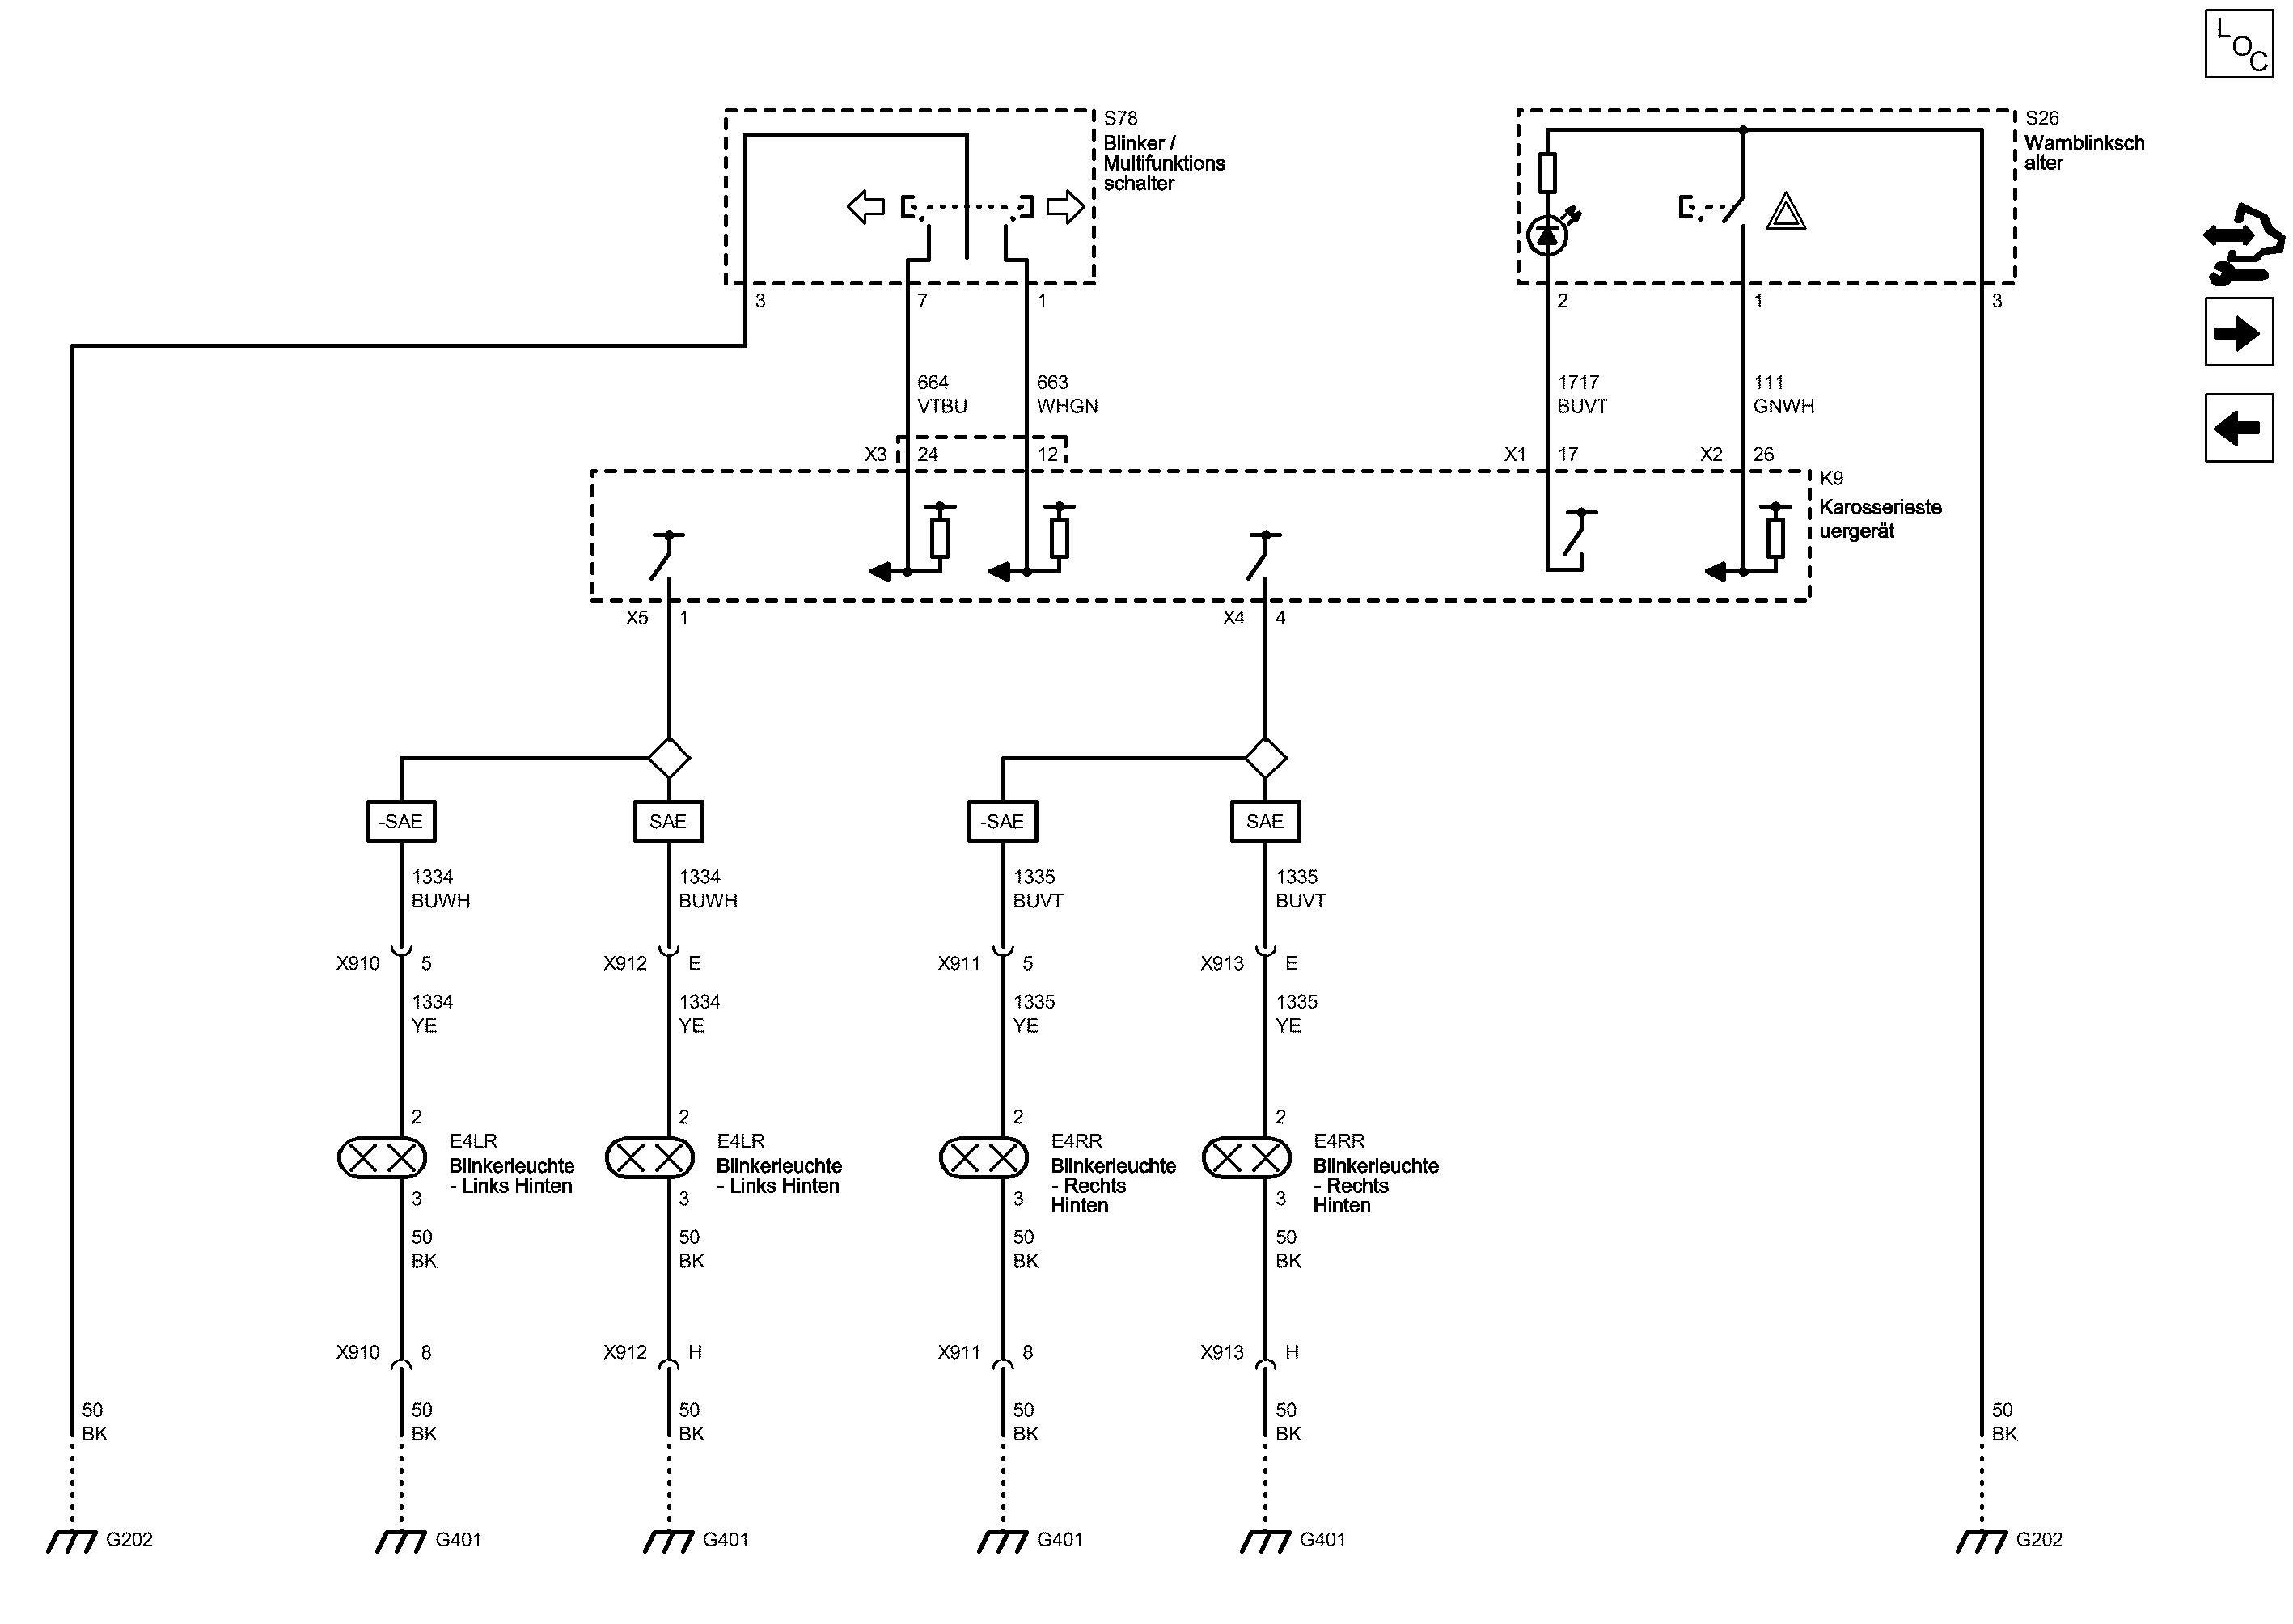 L
O
C
S78
Blinker /
Multifunktions
schalter
S26
Warnblinksch
alter
3
7
1
2
1
3
664
VTBU
663
WHGN
1717
BUVT
111
GNWH
X3
24
12
X1
17
X2
26
K9
Karosserieste
uergerät
X5
1
X4
4
-SAE
SAE
-SAE
SAE
1334
BUWH
1334
BUWH
1335
BUVT
1335
BUVT
X910
5
X912
E
X911
5
X913
E
1334
YE
1334
YE
1335
YE
1335
YE
2
E4LR
Blinkerleuchte
- Links Hinten
3
2
E4LR
Blinkerleuchte
- Links Hinten
3
2
E4RR
Blinkerleuchte
- Rechts
Hinten
3
2
E4RR
Blinkerleuchte
- Rechts
Hinten
3
50
BK
50
BK
50
BK
50
BK
X910
8
X912
H
X911
8
X913
H
50
BK
50
BK
50
BK
50
BK
50
BK
50
BK
G202
G401
G401
G401
G401
G202